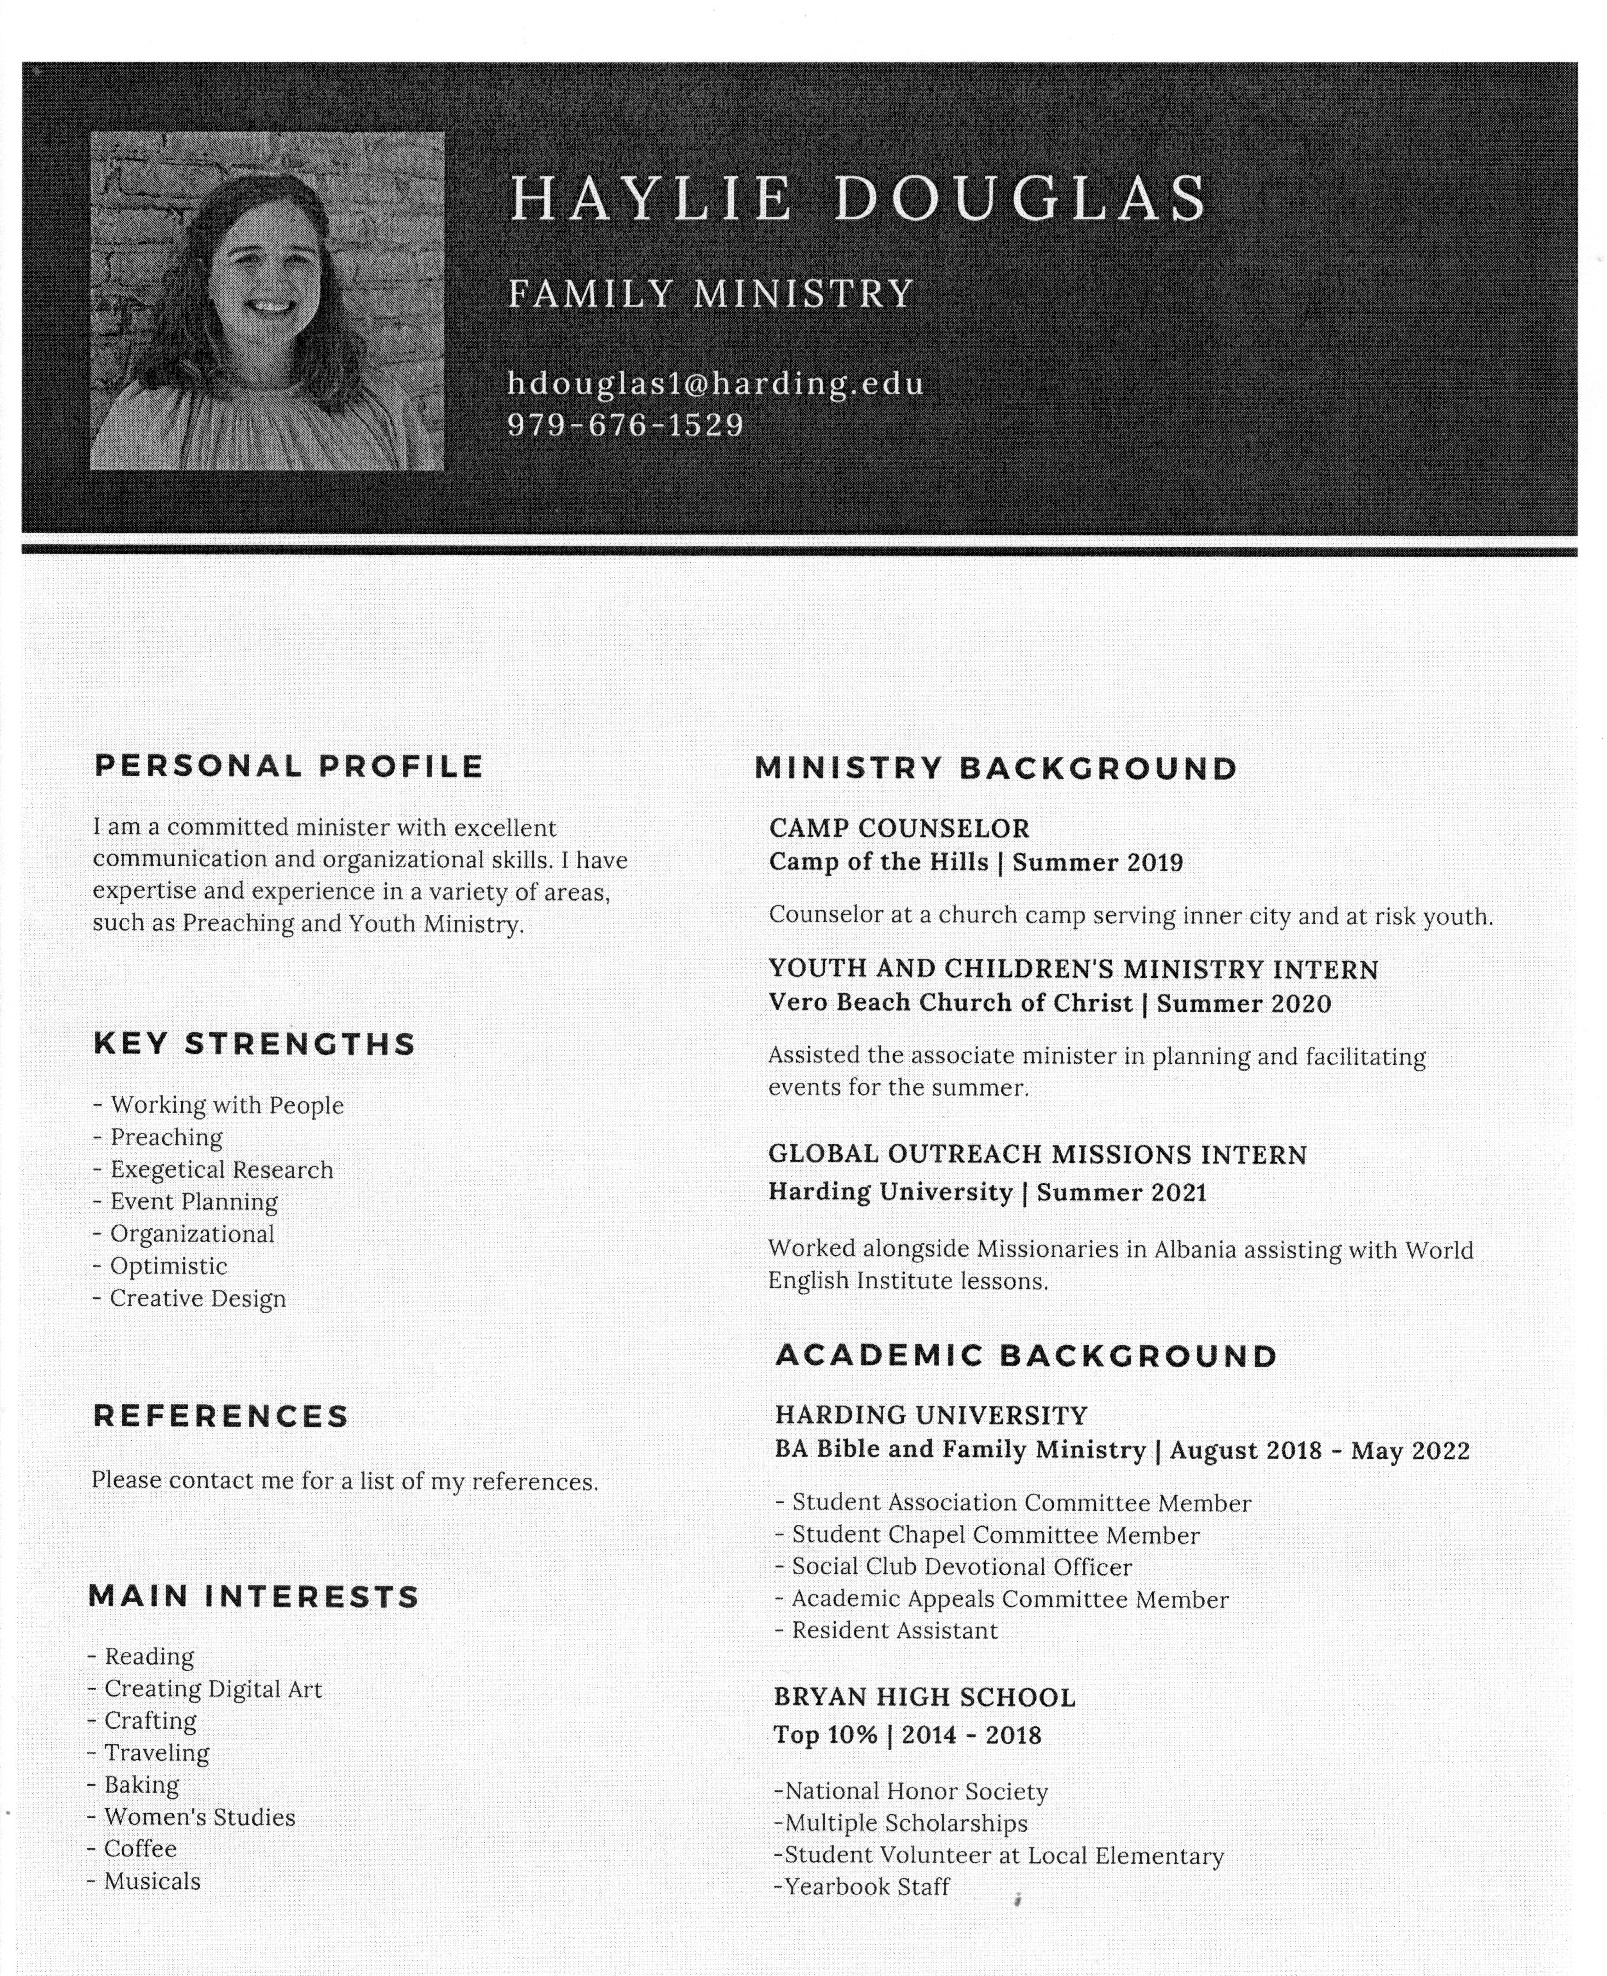 HAYLIE DOUGLAS
FAMILY MINISTRY
hdouglas1@harding.edu
979-676-1529
PERSONAL PROFILE
I am a committed minister with excellent
communication and organizational skills. I have
expertise and experience in a variety of areas,
such as Preaching and Youth Ministry.
KEY STRENGTHS
- Working with People
- Preaching
- Exegetical Research
- Event Planning
- Organizational
- Optimistic
- Creative Design
REFERENCES
Please contact me for a list of my references.
MAIN INTERESTS
- Reading
- Creating Digital Art
- Crafting
- Traveling
- Baking
- Women's Studies
- Coffee
- Musicals
MINISTRY BACKGROUND
CAMP COUNSELOR
Camp of the Hills | Summer 2019
Counselor at a church camp serving inner city and at risk youth.
YOUTH AND CHILDREN'S MINISTRY INTERN
Vero Beach Church of Christ | Summer 2020
Assisted the associate minister in planning and facilitating
events for the summer.
GLOBAL OUTREACH MISSIONS INTERN
Harding University | Summer 2021
Worked alongside Missionaries in Albania assisting with World
English Institute lessons.
ACADEMIC BACKGROUND
HARDING UNIVERSITY
BA Bible and Family Ministry | August 2018 - May 2022
- Student Association Committee Member
- Student Chapel Committee Member
- Social Club Devotional Officer
- Academic Appeals Committee Member
- Resident Assistant
BRYAN HIGH SCHOOL
Top 10% | 2014 - 2018
-National Honor Society
-Multiple Scholarships
-Student Volunteer at Local Elementary
-Yearbook Staff